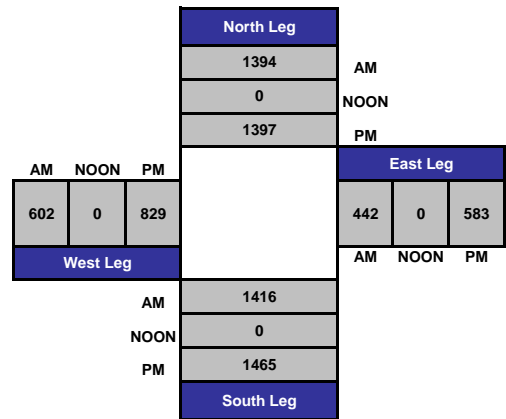 North Leg
1394
AM
0
NOON
1397
PM
AM NOON PM
East Leg
602 0 829
442 0 583
West Leg
AM NOON PM
AM
1416
NOON
0
PM
1465
South Leg